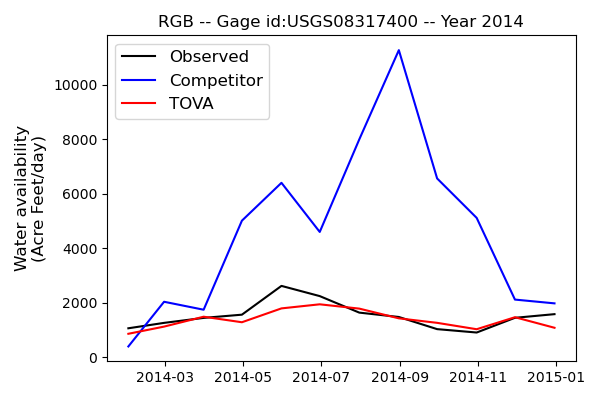 RGB -- Gage id:USGS08317400 -- Year 2014
Observed
Competitor
TOVA
Water availability
(Acre Feet/day)
10000
8000
6000
4000
2000
0
2014-03 2014-05 2014-07 2014-09 2014-11 2015-01